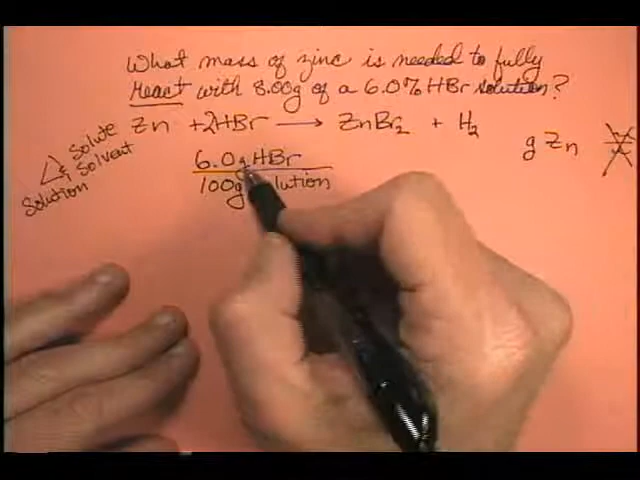 What mass of zinc is needed to fully
react with 8.00g of a 6.0% HBr solution?
Zn + 2HBr → ZnBr2 + H2
g Zn
Solute
Solvent
Solution
6.0g HBr
100g solution